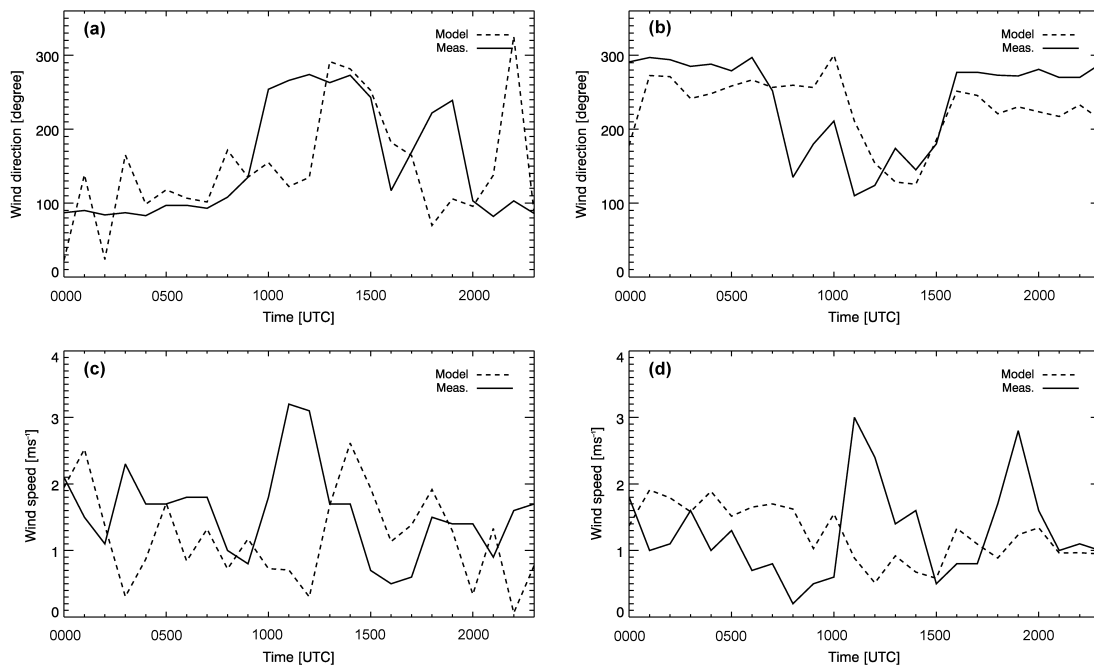 (a)
Model
Meas.
300
200
100
0
Wind direction [degree]
0000 0500 1000 1500 2000
Time [UTC]
(b)
Model
Meas.
300
200
100
0
Wind direction [degree]
0000 0500 1000 1500 2000
Time [UTC]
(c)
Model
Meas.
4
3
2
1
0
Wind speed [ms⁻¹]
0000 0500 1000 1500 2000
Time [UTC]
(d)
Model
Meas.
4
3
2
1
0
Wind speed [ms⁻¹]
0000 0500 1000 1500 2000
Time [UTC]